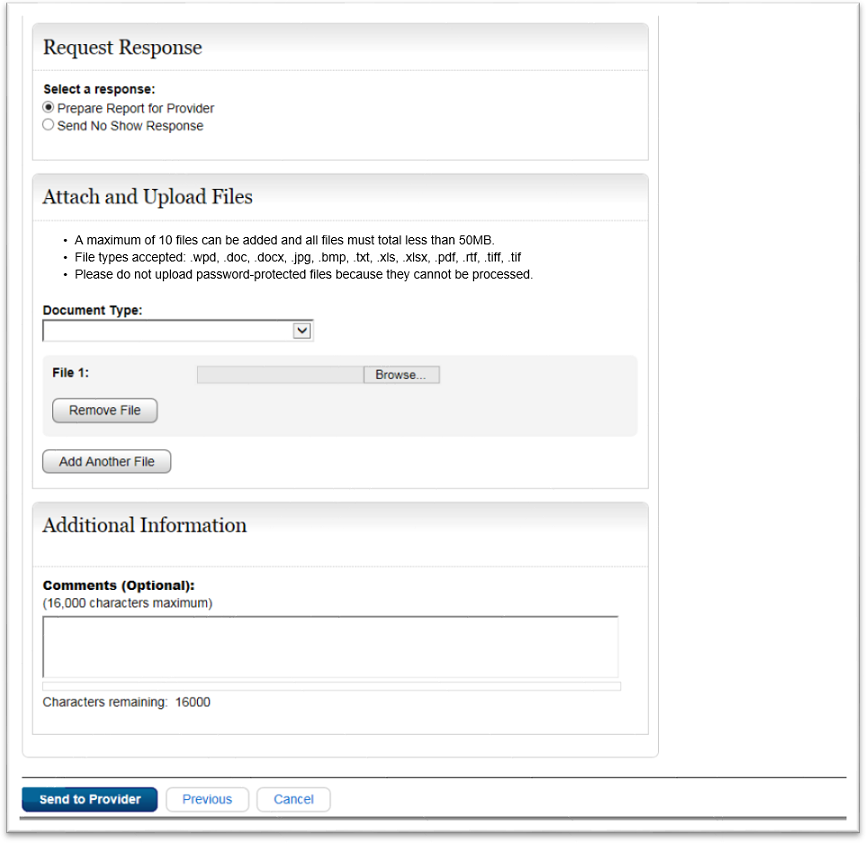 Request Response
Select a response:
Prepare Report for Provider
Send No Show Response
Attach and Upload Files
• A maximum of 10 files can be added and all files must total less than 50MB.
• File types accepted: .wpd, .doc, .docx, .jpg, .bmp, .txt, .xls, .xlsx, .pdf, .rtf, .tiff, .tif
• Please do not upload password-protected files because they cannot be processed.
Document Type:
File 1:
Browse...
Remove File
Add Another File
Additional Information
Comments (Optional):
(16,000 characters maximum)
Characters remaining: 16000
Send to Provider Previous Cancel